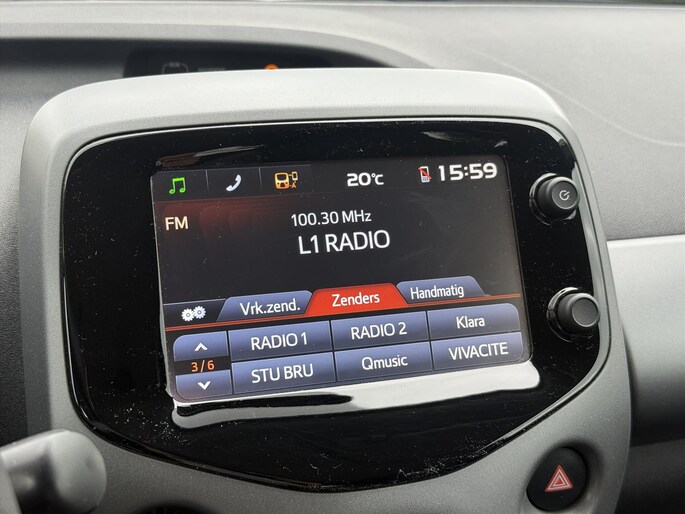 20°C
15:59
FM
100.30 MHz
L1 RADIO
Vrk.zend.
Zenders
Handmatig
3/6
RADIO 1
RADIO 2
Klara
STU BRU
Qmusic
VIVACITE